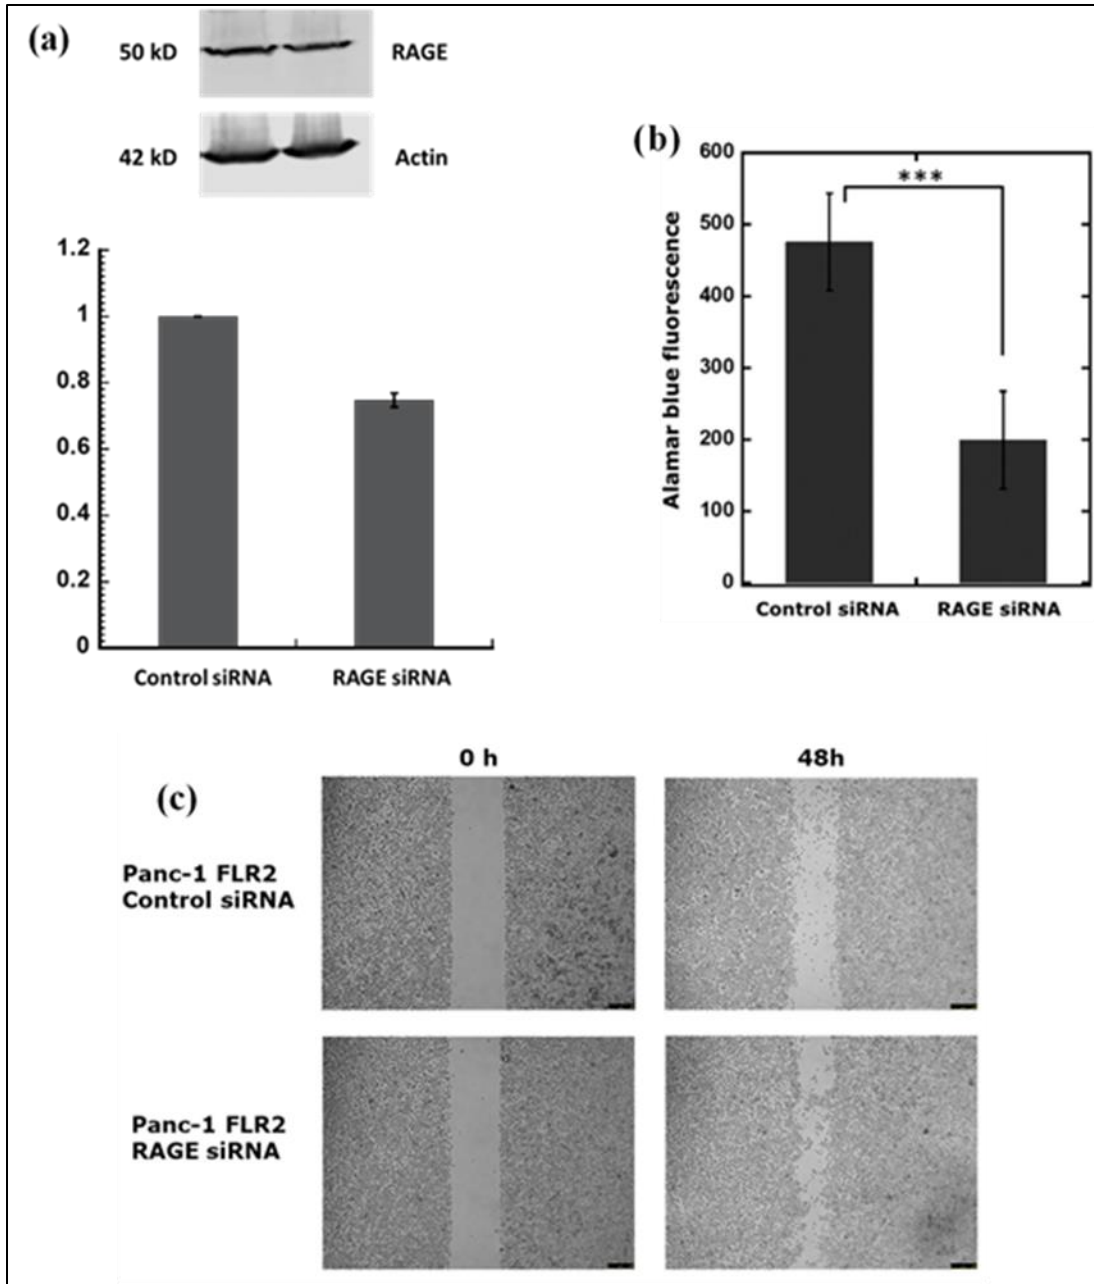 (a)
50 kD
RAGE
42 kD
Actin
1.2
1
0.8
0.6
0.4
0.2
0
Control siRNA
RAGE siRNA
(b)
Alamar blue fluorescence
600
500
400
300
200
100
0
***
Control siRNA
RAGE siRNA
(c)
0 h
48h
Panc-1 FLR2
Control siRNA
Panc-1 FLR2
RAGE siRNA